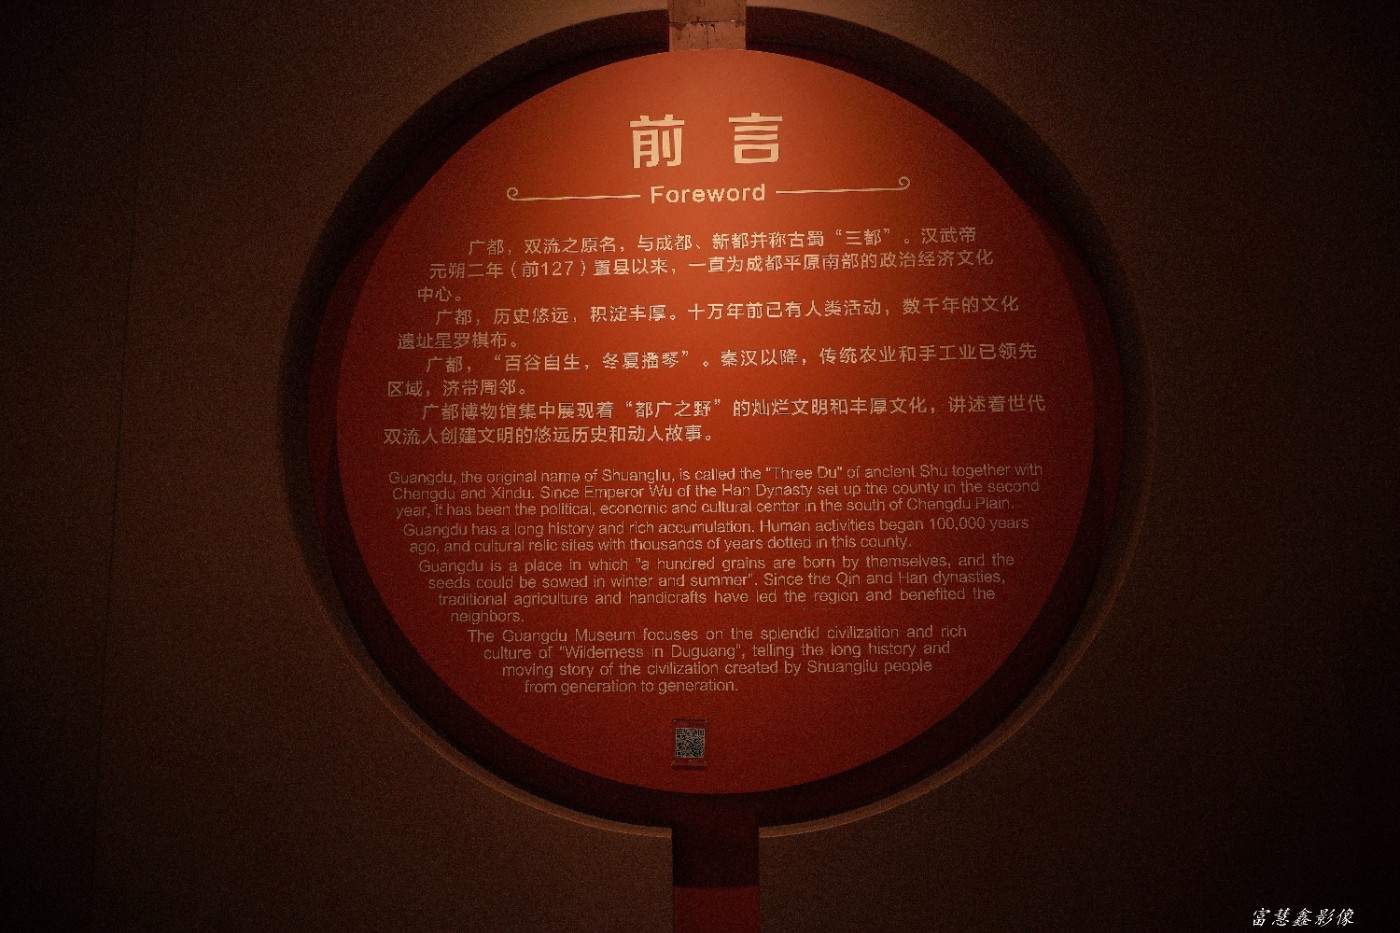 前言
Foreword
广都，双流之原名，与成都、新都并称古蜀“三都”。汉武帝
元朔二年（前127）置县以来，一直为成都平原南部的政治经济文化
中心。
广都，历史悠远，积淀丰厚。十万年前已有人类活动，数千年的文化
遗址星罗棋布。
广都，“百谷自生，冬夏播琴”。秦汉以降，传统农业和手工业已领先
区域，济带周邻。
广都博物馆集中展现着“都广之野”的灿烂文明和丰厚文化，讲述着世代
双流人创建文明的悠远历史和动人故事。
Guangdu, the original name of Shuangliu, is called the "Three Du" of ancient Shu together with
Chengdu and Xindu. Since Emperor Wu of the Han Dynasty set up the county in the second
year, it has been the political, economic and cultural center in the south of Chengdu Plain.
Guangdu has a long history and rich accumulation. Human activities began 100,000 years
ago, and cultural relic sites with thousands of years dotted in this county.
Guangdu is a place in which "a hundred grains are born by themselves, and the
seeds could be sowed in winter and summer". Since the Qin and Han dynasties,
traditional agriculture and handicrafts have led the region and benefited the
neighbors.
The Guangdu Museum focuses on the splendid civilization and rich
culture of "Wilderness in Duguang", telling the long history and
moving story of the civilization created by Shuangliu people
from generation to generation.
富慧鑫影像